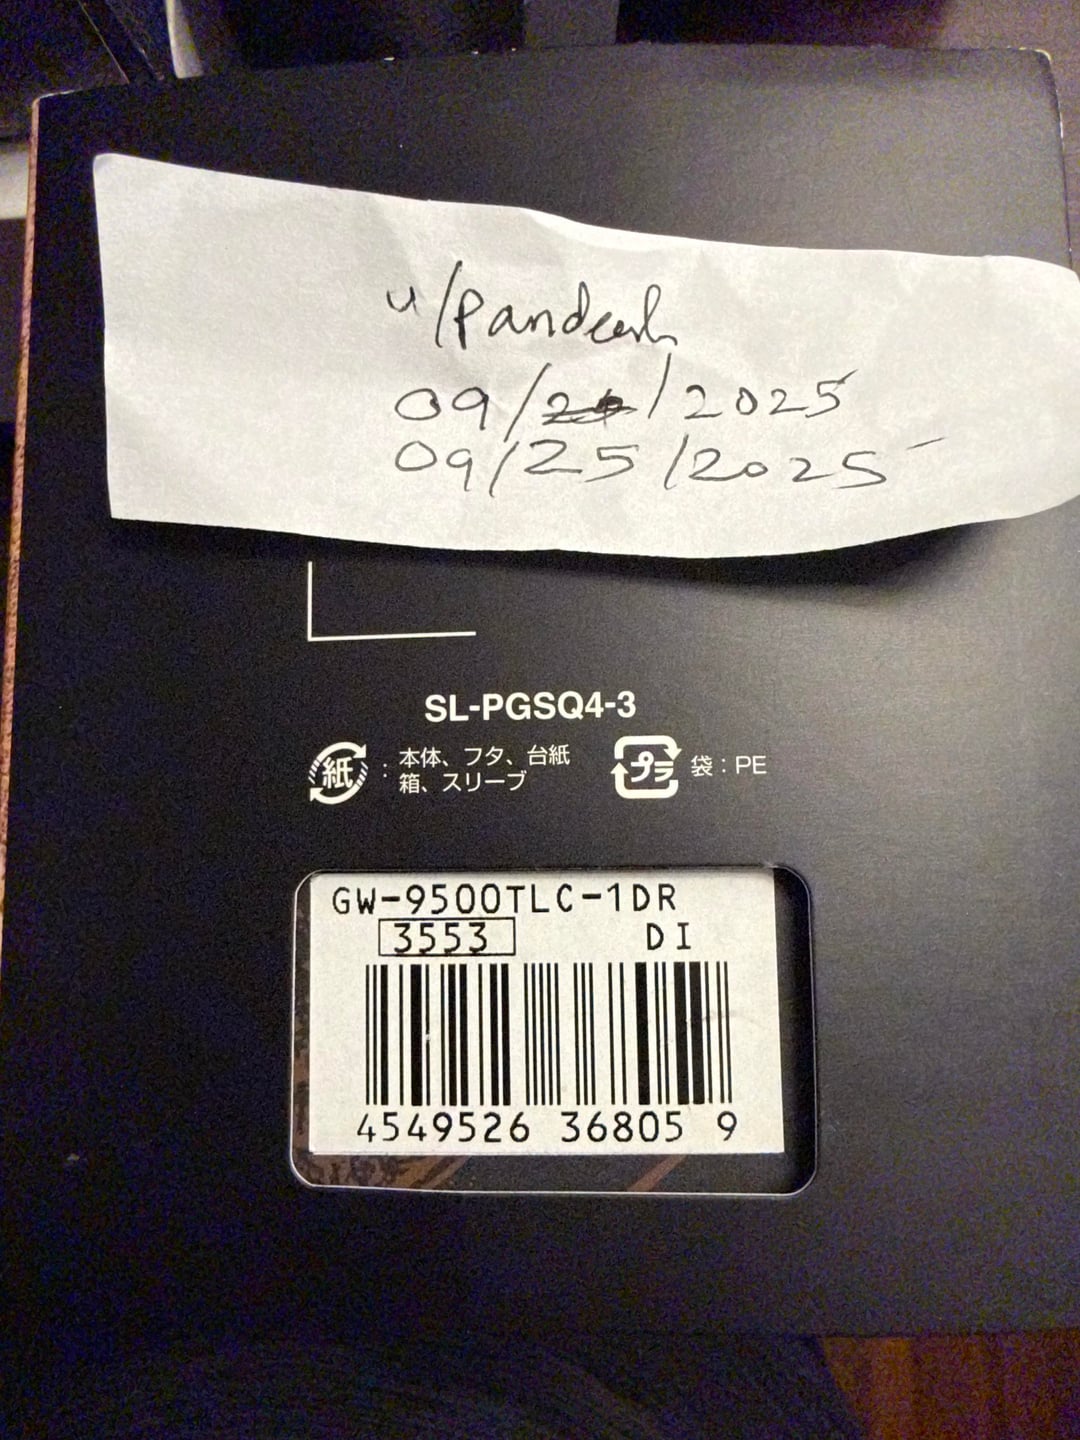 u/pandeesh
09/
/2025
09/25/2025
SL-PGSQ4-3
紙 : 本体、フタ、台紙
箱、スリーブ
プラ 袋 : PE
GW-9500TLC-1DR
3553 DI
4549526 36805 9